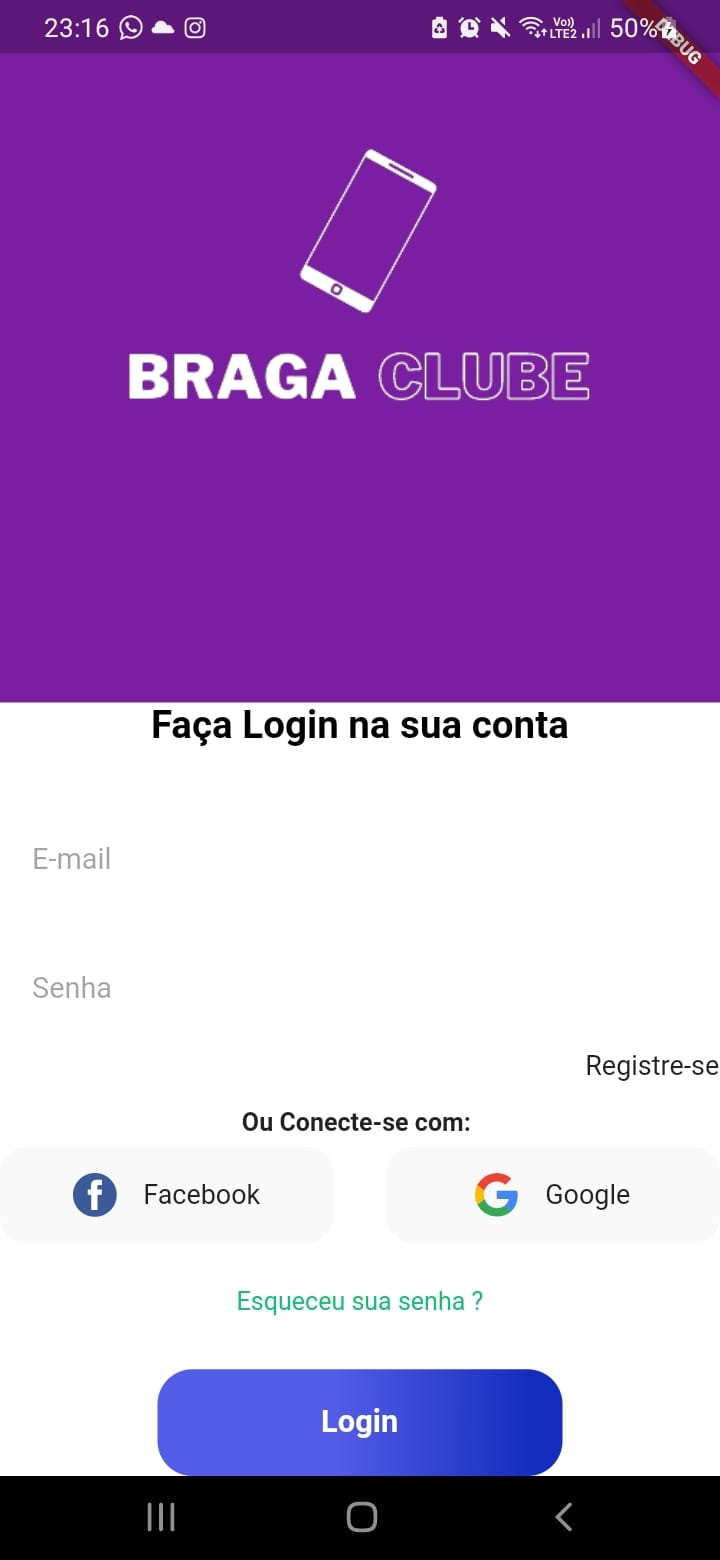 23:16
Vo)) LTE2 50%
DEBUG
BRAGA CLUBE
Faça Login na sua conta
E-mail
Senha
Registre-se
Ou Conecte-se com:
Facebook
Google
Esqueceu sua senha ?
Login